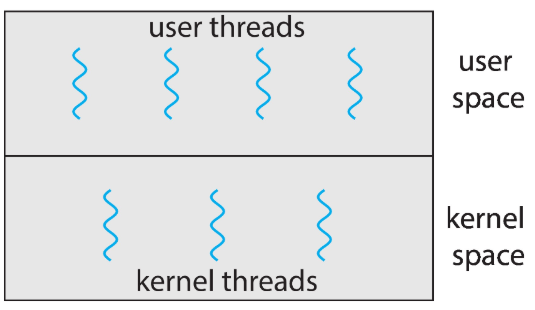 user threads
user
space
kernel
space
kernel threads